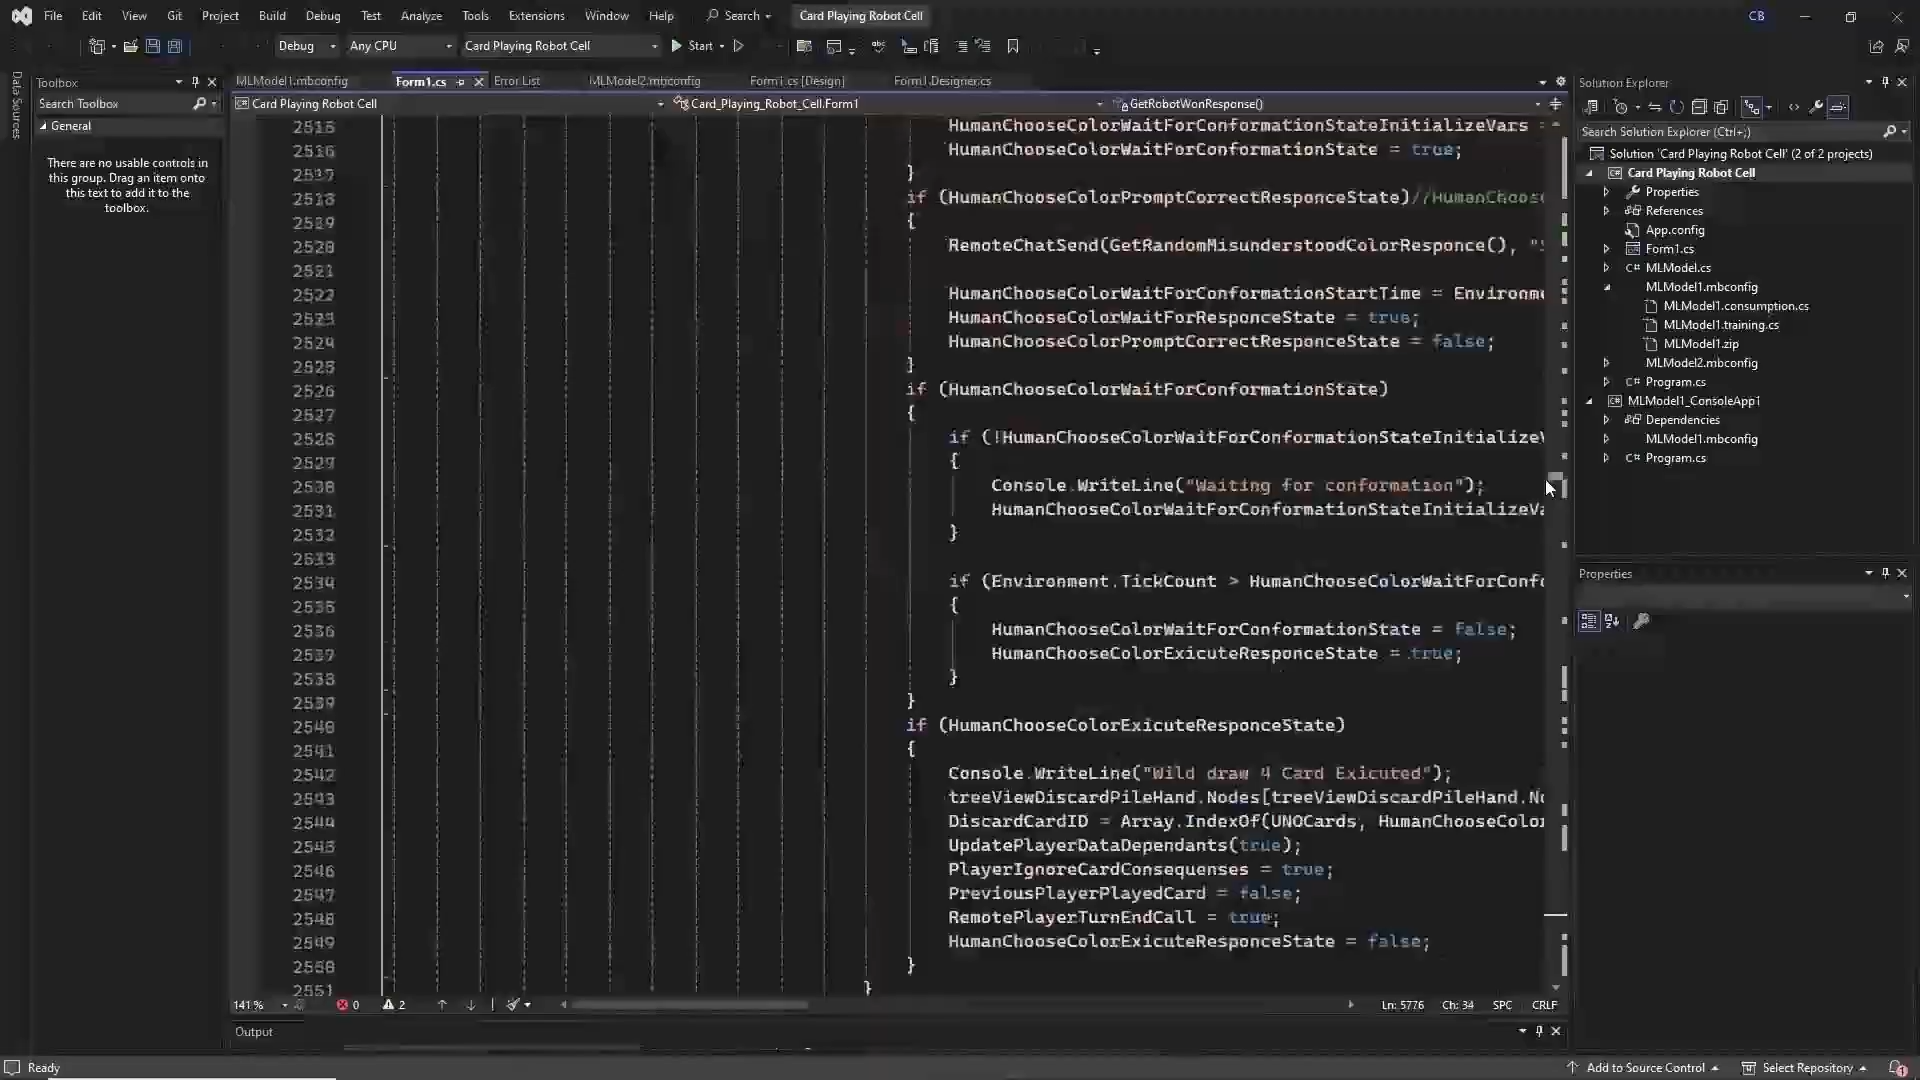 File Edit View Git Project Build Debug Test Analyze Tools Extensions Window Help Search Card Playing Robot Cell CB
Debug Any CPU Card Playing Robot Cell Start
Data Sources
Toolbox
Search Toolbox
General
There are no usable controls in
this group. Drag an item onto
this text to add it to the
toolbox.
MLModel1.mbconfig Form1.cs Error List MLModel2.mbconfig Form1.cs [Design] Form1.Designer.cs
Card Playing Robot Cell Card_Playing_Robot_Cell.Form1 GetRobotWonResponse()
2515 HumanChooseColorWaitForConformationStateInitializeVars =
2516 HumanChooseColorWaitForConformationState = true;
2517 }
2518 if (HumanChooseColorPromptCorrectResponceState)//HumanChoose
2519 {
2520 RemoteChatSend(GetRandomMisunderstoodColorResponce(), "
2521
2522 HumanChooseColorWaitForConformationStartTime = Environme
2523 HumanChooseColorWaitForResponceState = true;
2524 HumanChooseColorPromptCorrectResponceState = false;
2525 }
2526 if (HumanChooseColorWaitForConformationState)
2527 {
2528 if (!HumanChooseColorWaitForConformationStateInitializeV
2529 {
2530 Console.WriteLine("Waiting for conformation");
2531 HumanChooseColorWaitForConformationStateInitializeVa
2532 }
2533
2534 if (Environment.TickCount > HumanChooseColorWaitForConfo
2535 {
2536 HumanChooseColorWaitForConformationState = false;
2537 HumanChooseColorExicuteResponceState = true;
2538 }
2539 }
2540 if (HumanChooseColorExicuteResponceState)
2541 {
2542 Console.WriteLine("Wild draw 4 Card Exicuted");
2543 treeViewDiscardPileHand.Nodes[treeViewDiscardPileHand.No
2544 DiscardCardID = Array.IndexOf(UNOCards, HumanChooseColor
2545 UpdatePlayerDataDependants(true);
2546 PlayerIgnoreCardConsequenses = true;
2547 PreviousPlayerPlayedCard = false;
2548 RemotePlayerTurnEndCall = true;
2549 HumanChooseColorExicuteResponceState = false;
2550 }
2551 }
141 % 0 2 Ln: 5776 Ch: 34 SPC CRLF
Output
Solution Explorer
Search Solution Explorer (Ctrl+;)
Solution 'Card Playing Robot Cell' (2 of 2 projects)
Card Playing Robot Cell
Properties
References
App.config
Form1.cs
C# MLModel.cs
MLModel1.mbconfig
MLModel1.consumption.cs
MLModel1.training.cs
MLModel1.zip
MLModel2.mbconfig
C# Program.cs
MLModel1_ConsoleApp1
Dependencies
MLModel1.mbconfig
C# Program.cs
Properties
Ready Add to Source Control Select Repository 1